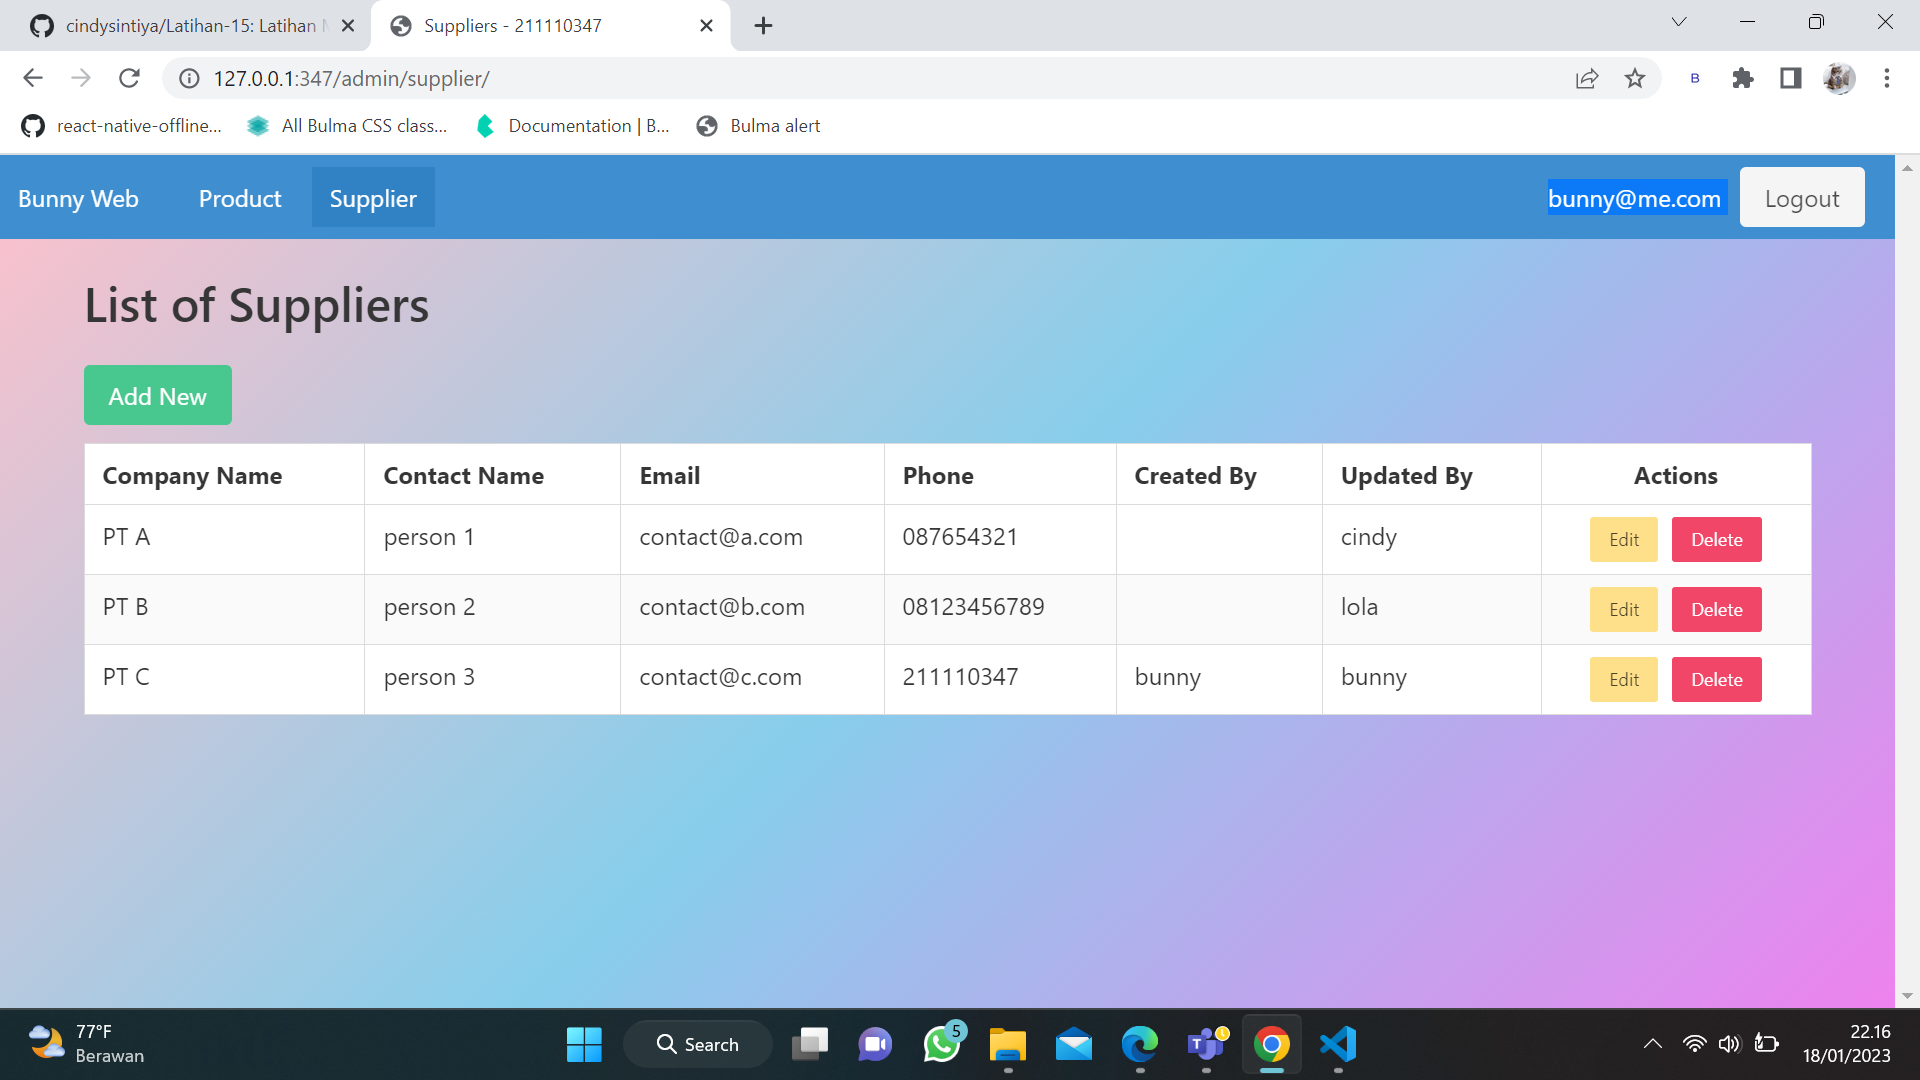 cindysintiya/Latihan-15: Latihan
Suppliers - 211110347
127.0.0.1:347/admin/supplier/
B
react-native-offline...
All Bulma CSS class...
Documentation | B...
Bulma alert
Bunny Web
Product
Supplier
bunny@me.com
Logout
List of Suppliers
Add New
Company Name Contact Name Email Phone Created By Updated By Actions
PT A person 1 contact@a.com 087654321 cindy Edit Delete
PT B person 2 contact@b.com 08123456789 lola Edit Delete
PT C person 3 contact@c.com 211110347 bunny bunny Edit Delete
77°F
Berawan
Search
5
T
22.16
18/01/2023